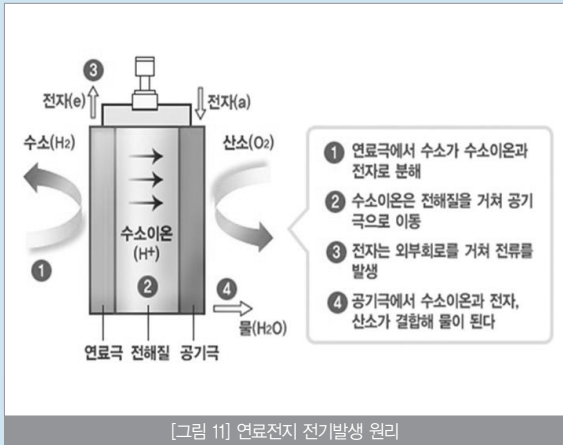 3
전자(e)
전자(a)
수소(H2)
산소(O2)
수소이온
(H+)
1
2
4
물(H2O)
연료극 전해질 공기극
1 연료극에서 수소가 수소이온과
전자로 분해
2 수소이온은 전해질을 거쳐 공기
극으로 이동
3 전자는 외부회로를 거쳐 전류를
발생
4 공기극에서 수소이온과 전자,
산소가 결합해 물이 된다
[그림 11] 연료전지 전기발생 원리